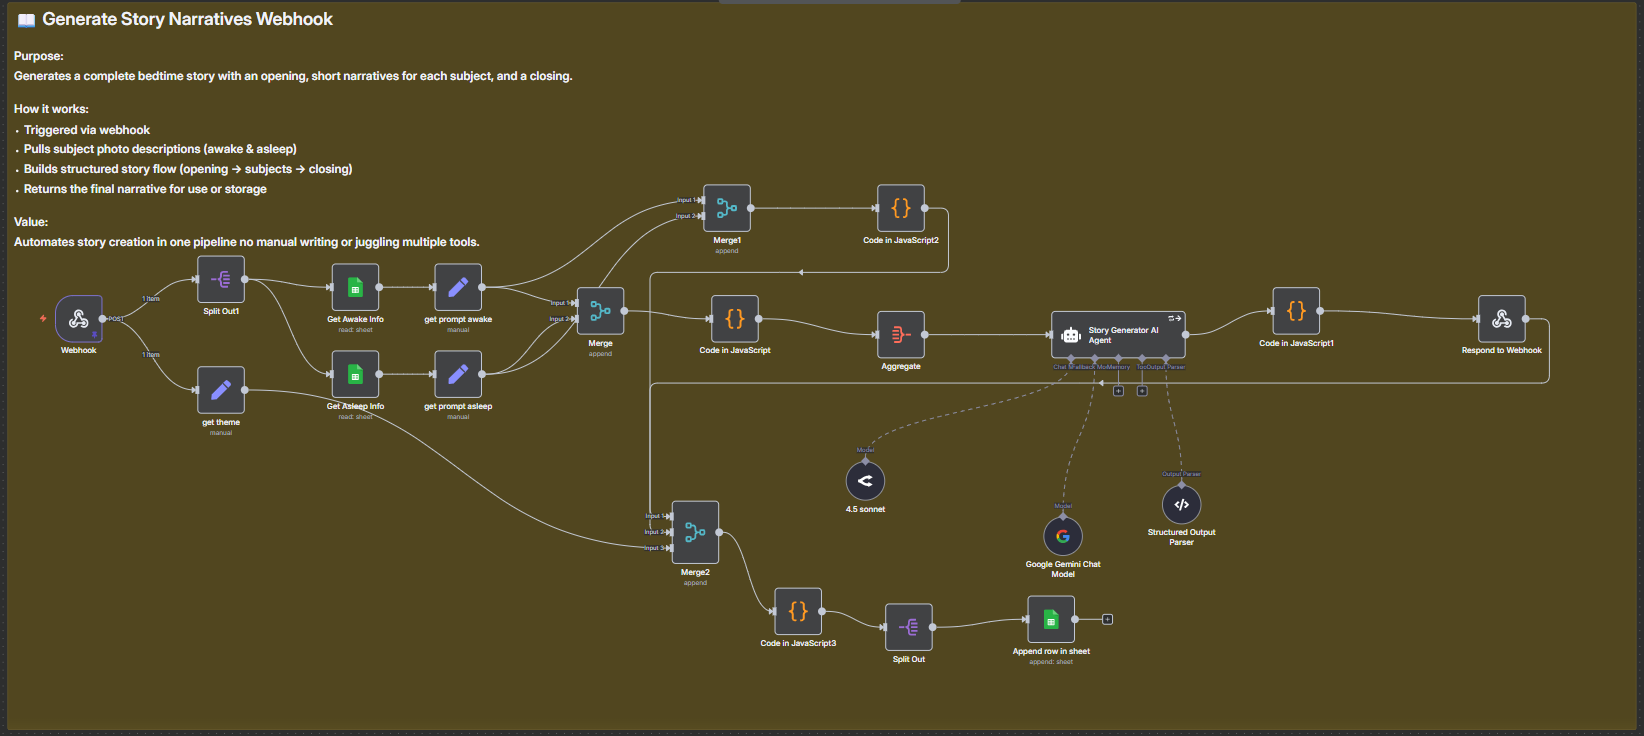 📖 Generate Story Narratives Webhook
Purpose:
Generates a complete bedtime story with an opening, short narratives for each subject, and a closing.
How it works:
• Triggered via webhook
• Pulls subject photo descriptions (awake & asleep)
• Builds structured story flow (opening → subjects → closing)
• Returns the final narrative for use or storage
Value:
Automates story creation in one pipeline no manual writing or juggling multiple tools.
Input 1
Input 2
Merge1
append
Code in JavaScript2
1 item
Split Out1
POST
Webhook
1 item
get theme
manual
Get Awake Info
read: sheet
get prompt awake
manual
Get Asleep Info
read: sheet
get prompt asleep
manual
Input 1
Input 2
Merge
append
Code in JavaScript
Aggregate
Story Generator AI
Agent
Memory
Output Parser
Code in JavaScript1
Respond to Webhook
Model
4.5 sonnet
Model
Google Gemini Chat
Model
Output Parser
Structured Output
Parser
Input 1
Input 2
Input 3
Merge2
append
Code in JavaScript3
Split Out
Append row in sheet
append: sheet